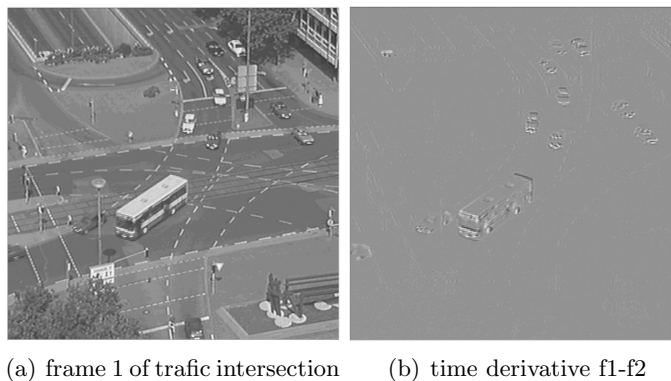 (a) frame 1 of trafic intersection
(b) time derivative f1-f2